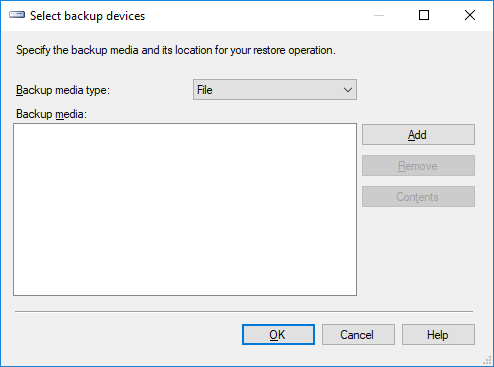 Select backup devices
Specify the backup media and its location for your restore operation.
Backup media type:
File
Backup media:
Add
Remove
Contents
OK
Cancel
Help